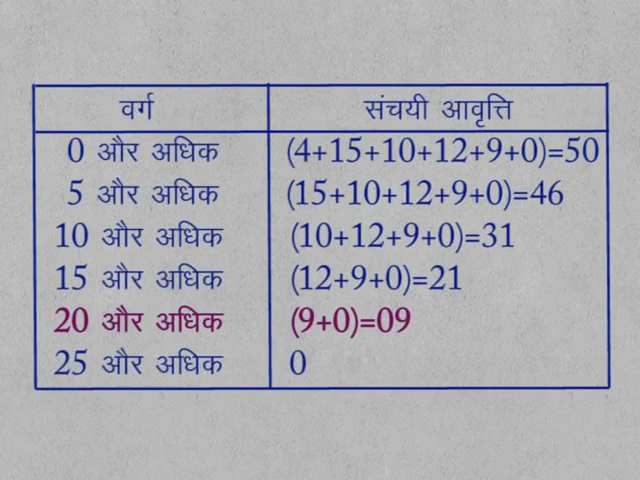 वर्ग संचयी आवृत्ति
0 और अधिक (4+15+10+12+9+0)=50
5 और अधिक (15+10+12+9+0)=46
10 और अधिक (10+12+9+0)=31
15 और अधिक (12+9+0)=21
20 और अधिक (9+0)=09
25 और अधिक 0